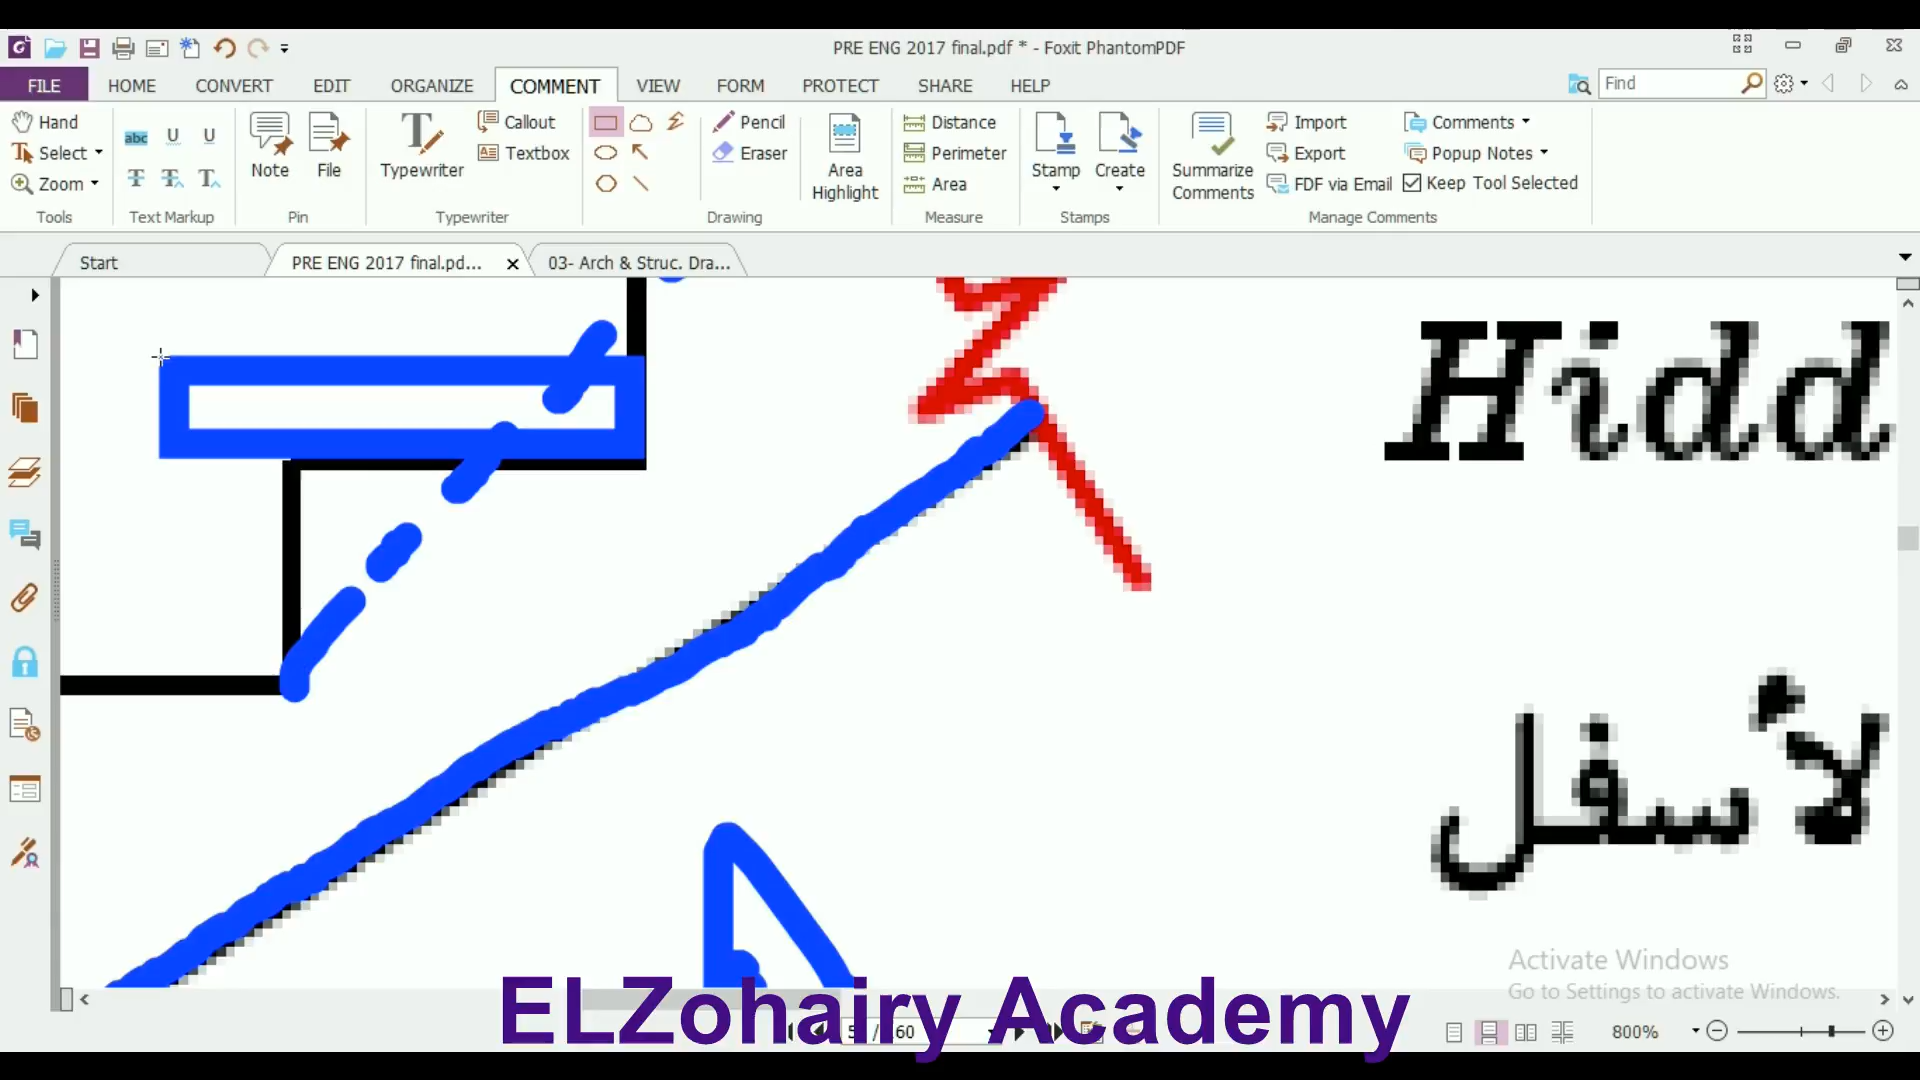 PRE ENG 2017 final.pdf * - Foxit PhantomPDF
FILE HOME CONVERT EDIT ORGANIZE COMMENT VIEW FORM PROTECT SHARE HELP Find
Hand Callout Pencil Distance Import Comments
Select Textbox Eraser Perimeter Export Popup Notes
Zoom Note File Typewriter Area Highlight Area Stamp Create Summarize Comments FDF via Email Keep Tool Selected
Tools Text Markup Pin Typewriter Drawing Measure Stamps Manage Comments
Start PRE ENG 2017 final.pd... 03- Arch & Struc. Dra...
Hidd
لأسفل
Activate Windows
Go to Settings to activate Windows.
ELZohairy Academy
800%